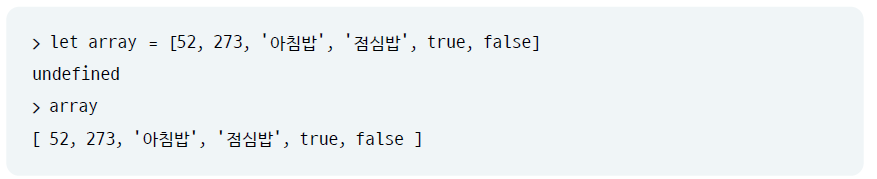 > let array = [52, 273, '아침밥', '점심밥', true, false]
undefined
> array
[ 52, 273, '아침밥', '점심밥', true, false ]